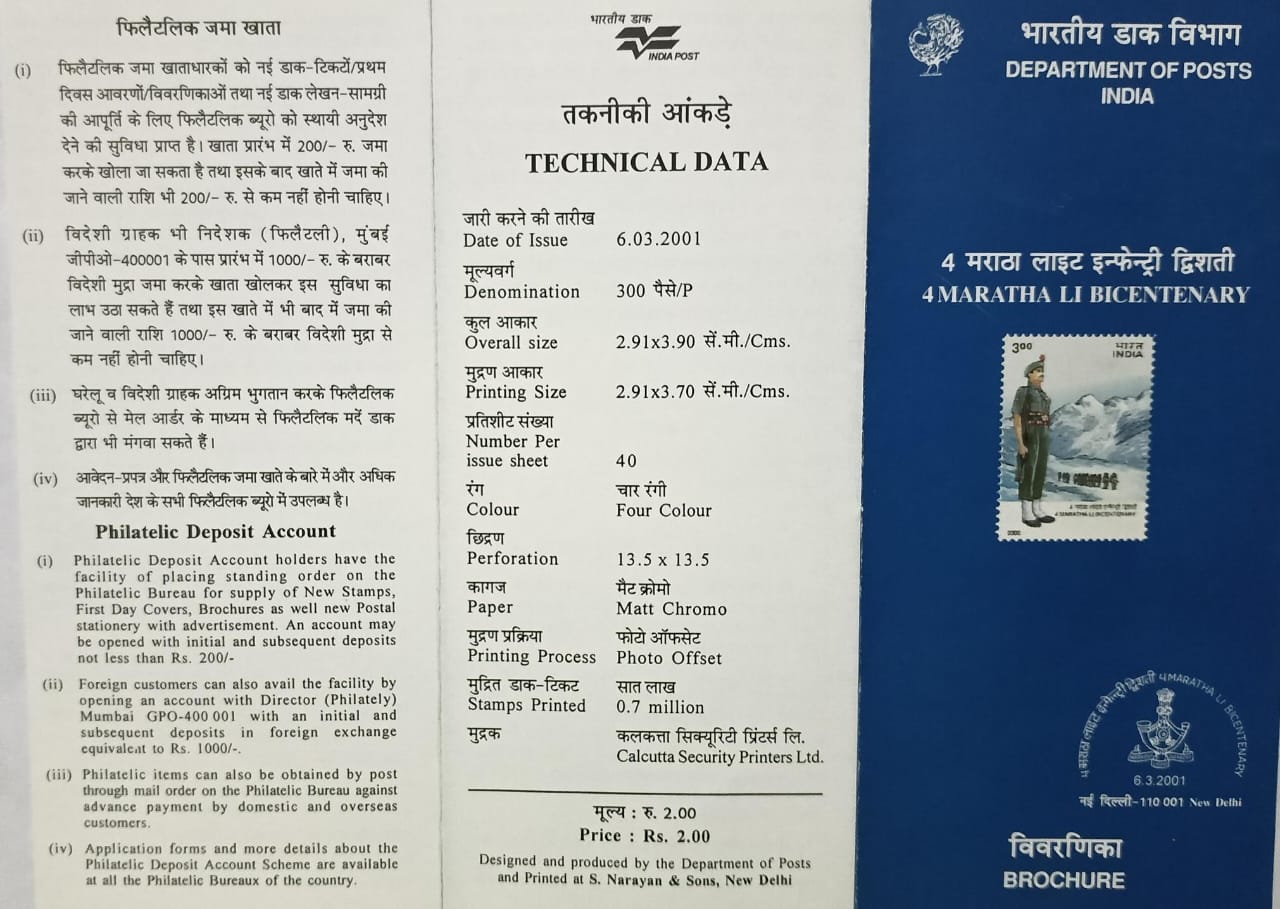 फिलैटलिक जमा खाता
(i) फिलैटलिक जमा खाताधारकों को नई डाक-टिकटों/प्रथम
दिवस आवरणों/विवरणिकाओं तथा नई डाक लेखन-सामग्री
की आपूर्ति के लिए फिलैटलिक ब्यूरो को स्थायी अनुदेश
देने की सुविधा प्राप्त है। खाता प्रारंभ में 200/- रु. जमा
करके खोला जा सकता है तथा इसके बाद खाते में जमा की
जाने वाली राशि भी 200/- रु. से कम नहीं होनी चाहिए।
(ii) विदेशी ग्राहक भी निदेशक (फिलैटली), मुंबई
जीपीओ-400001 के पास प्रारंभ में 1000/- रु. के बराबर
विदेशी मुद्रा जमा करके खाता खोलकर इस सुविधा का
लाभ उठा सकते हैं तथा इस खाते में भी बाद में जमा की
जाने वाली राशि 1000/- रु. के बराबर विदेशी मुद्रा से
कम नहीं होनी चाहिए।
(iii) घरेलू व विदेशी ग्राहक अग्रिम भुगतान करके फिलैटलिक
ब्यूरो से मेल आर्डर के माध्यम से फिलैटलिक मदें डाक
द्वारा भी मंगवा सकते हैं।
(iv) आवेदन-प्रपत्र और फिलैटलिक जमा खाते के बारे में और अधिक
जानकारी देश के सभी फिलैटलिक ब्यूरो में उपलब्ध है।
Philatelic Deposit Account
(i) Philatelic Deposit Account holders have the
facility of placing standing order on the
Philatelic Bureau for supply of New Stamps,
First Day Covers, Brochures as well new Postal
stationery with advertisement. An account may
be opened with initial and subsequent deposits
not less than Rs. 200/-
(ii) Foreign customers can also avail the facility by
opening an account with Director (Philately)
Mumbai GPO-400 001 with an initial and
subsequent deposits in foreign exchange
equivalent to Rs. 1000/-.
(iii) Philatelic items can also be obtained by post
through mail order on the Philatelic Bureau against
advance payment by domestic and overseas
customers.
(iv) Application forms and more details about the
Philatelic Deposit Account Scheme are available
at all the Philatelic Bureaux of the country.
भारतीय डाक
INDIA POST
तकनीकी आंकड़े
TECHNICAL DATA
जारी करने की तारीख
Date of Issue 6.03.2001
मूल्यवर्ग
Denomination 300 पैसे/P
कुल आकार
Overall size 2.91x3.90 सें.मी./Cms.
मुद्रण आकार
Printing Size 2.91x3.70 सें.मी./Cms.
प्रतिशीट संख्या
Number Per
issue sheet 40
रंग चार रंगी
Colour Four Colour
छिद्रण
Perforation 13.5 x 13.5
कागज मैट क्रोमो
Paper Matt Chromo
मुद्रण प्रक्रिया फोटो ऑफसेट
Printing Process Photo Offset
मुद्रित डाक-टिकट सात लाख
Stamps Printed 0.7 million
मुद्रक कलकत्ता सिक्यूरिटी प्रिंटर्स लि.
Calcutta Security Printers Ltd.
मूल्य : रु. 2.00
Price : Rs. 2.00
Designed and produced by the Department of Posts
and Printed at S. Narayan & Sons, New Delhi
भारतीय डाक विभाग
DEPARTMENT OF POSTS
INDIA
4 मराठा लाइट इन्फेन्ट्री द्विशती
4 MARATHA LI BICENTENARY
300 भारत
INDIA
4 मराठा लाइट इन्फेन्ट्री द्विशती
4 MARATHA LI BICENTENARY
2000
4 मराठा लाइट इन्फेन्ट्री द्विशती 4 MARATHA LI BICENTENARY
6.3.2001
नई दिल्ली-110 001 New Delhi
विवरणिका
BROCHURE